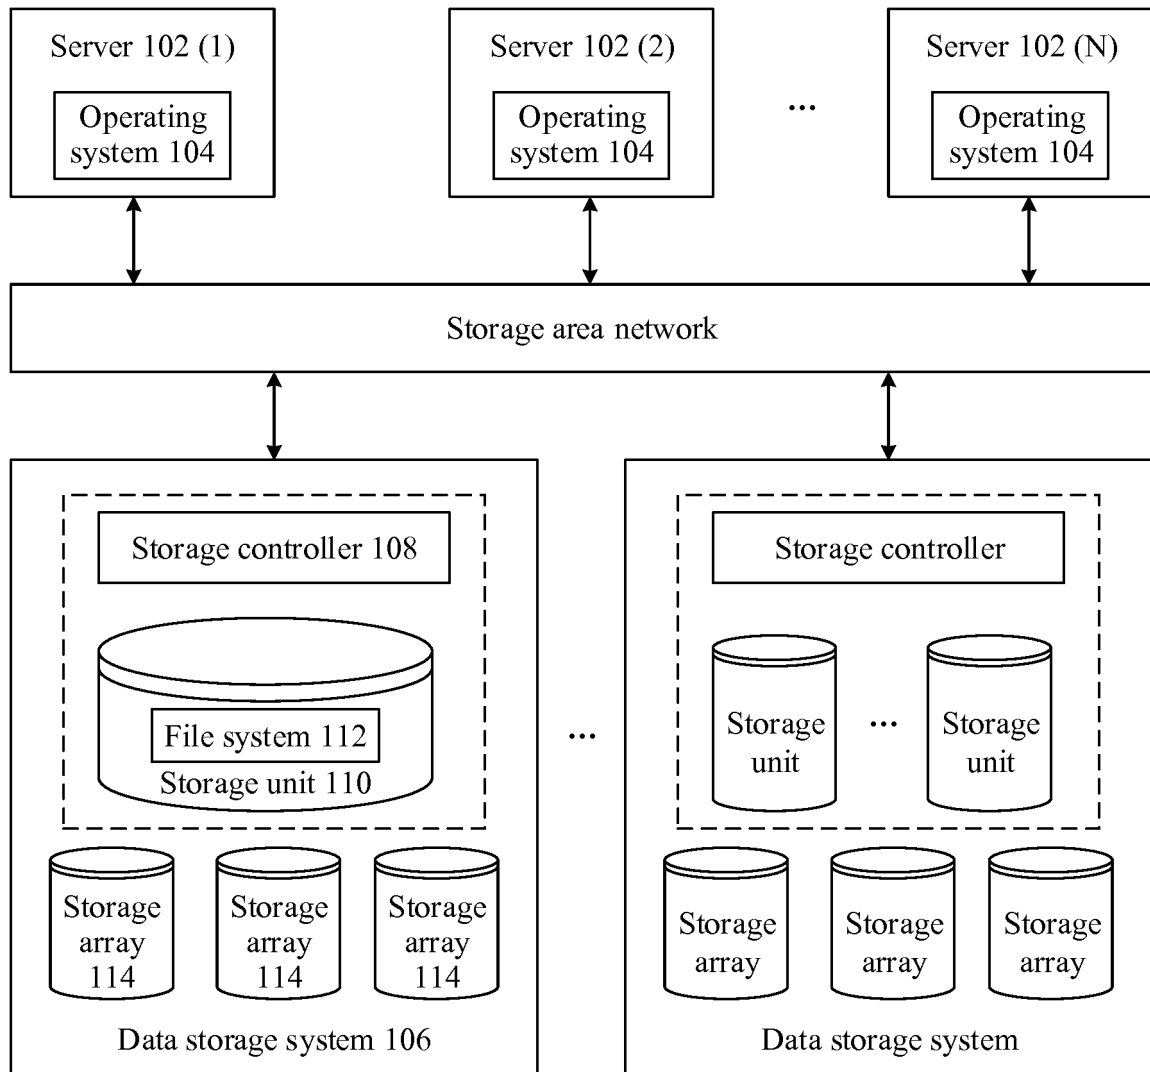 Server 102 (1)
Operating
system 104
Server 102 (2)
Operating
system 104
...
Server 102 (N)
Operating
system 104
Storage area network
Storage controller 108
File system 112
Storage unit 110
Storage
array
114
Storage
array
114
Storage
array
114
Data storage system 106
...
Storage controller
Storage
unit
...
Storage
unit
Storage
array
Storage
array
Storage
array
Data storage system